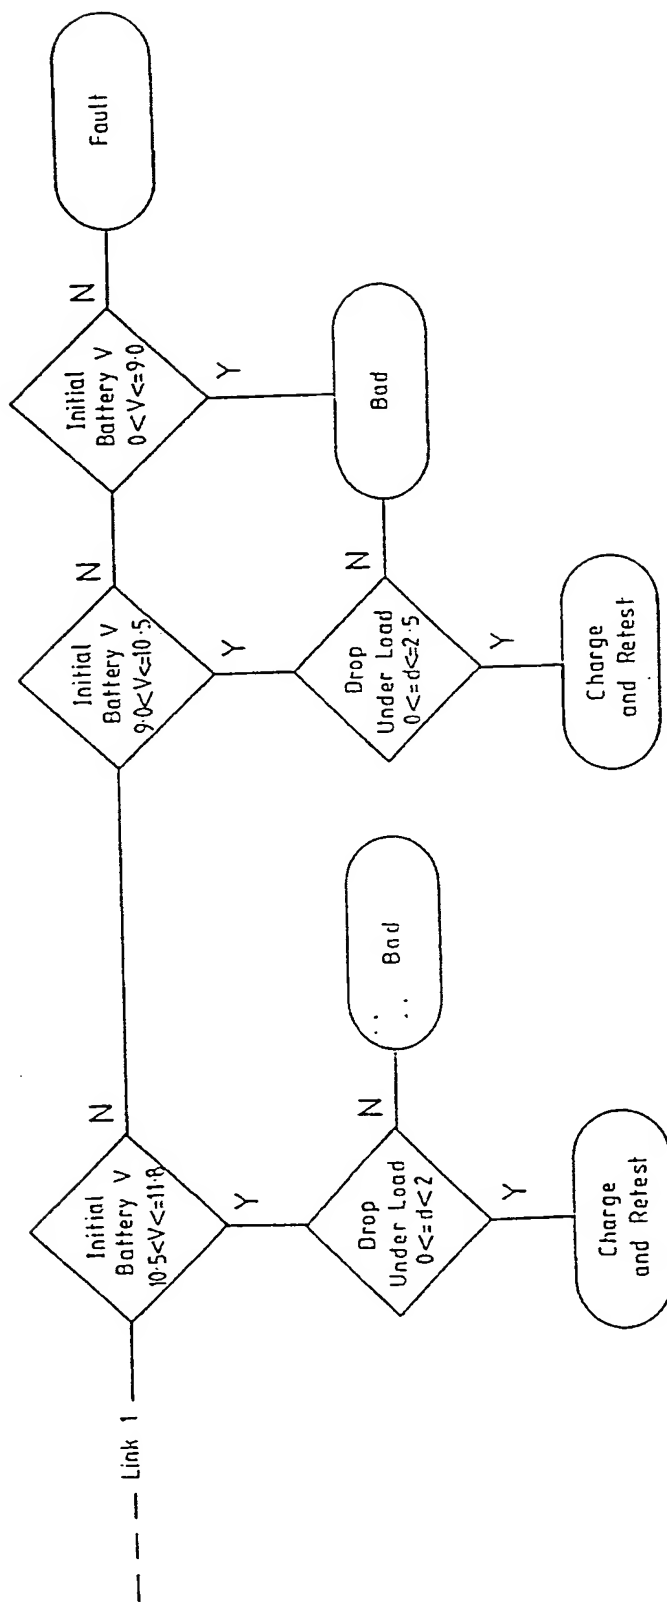 Link 1
Initial
Battery V
10·5<V<=11·8
N
Y
Drop
Under Load
0<=d<2
N
Bad
Y
Charge
and Retest
Initial
Battery V
9·0<V<=10·5
N
Y
Drop
Under Load
0<=d<=2·5
N
Bad
Y
Charge
and Retest
Initial
Battery V
0<V<=9·0
N
Fault
Y